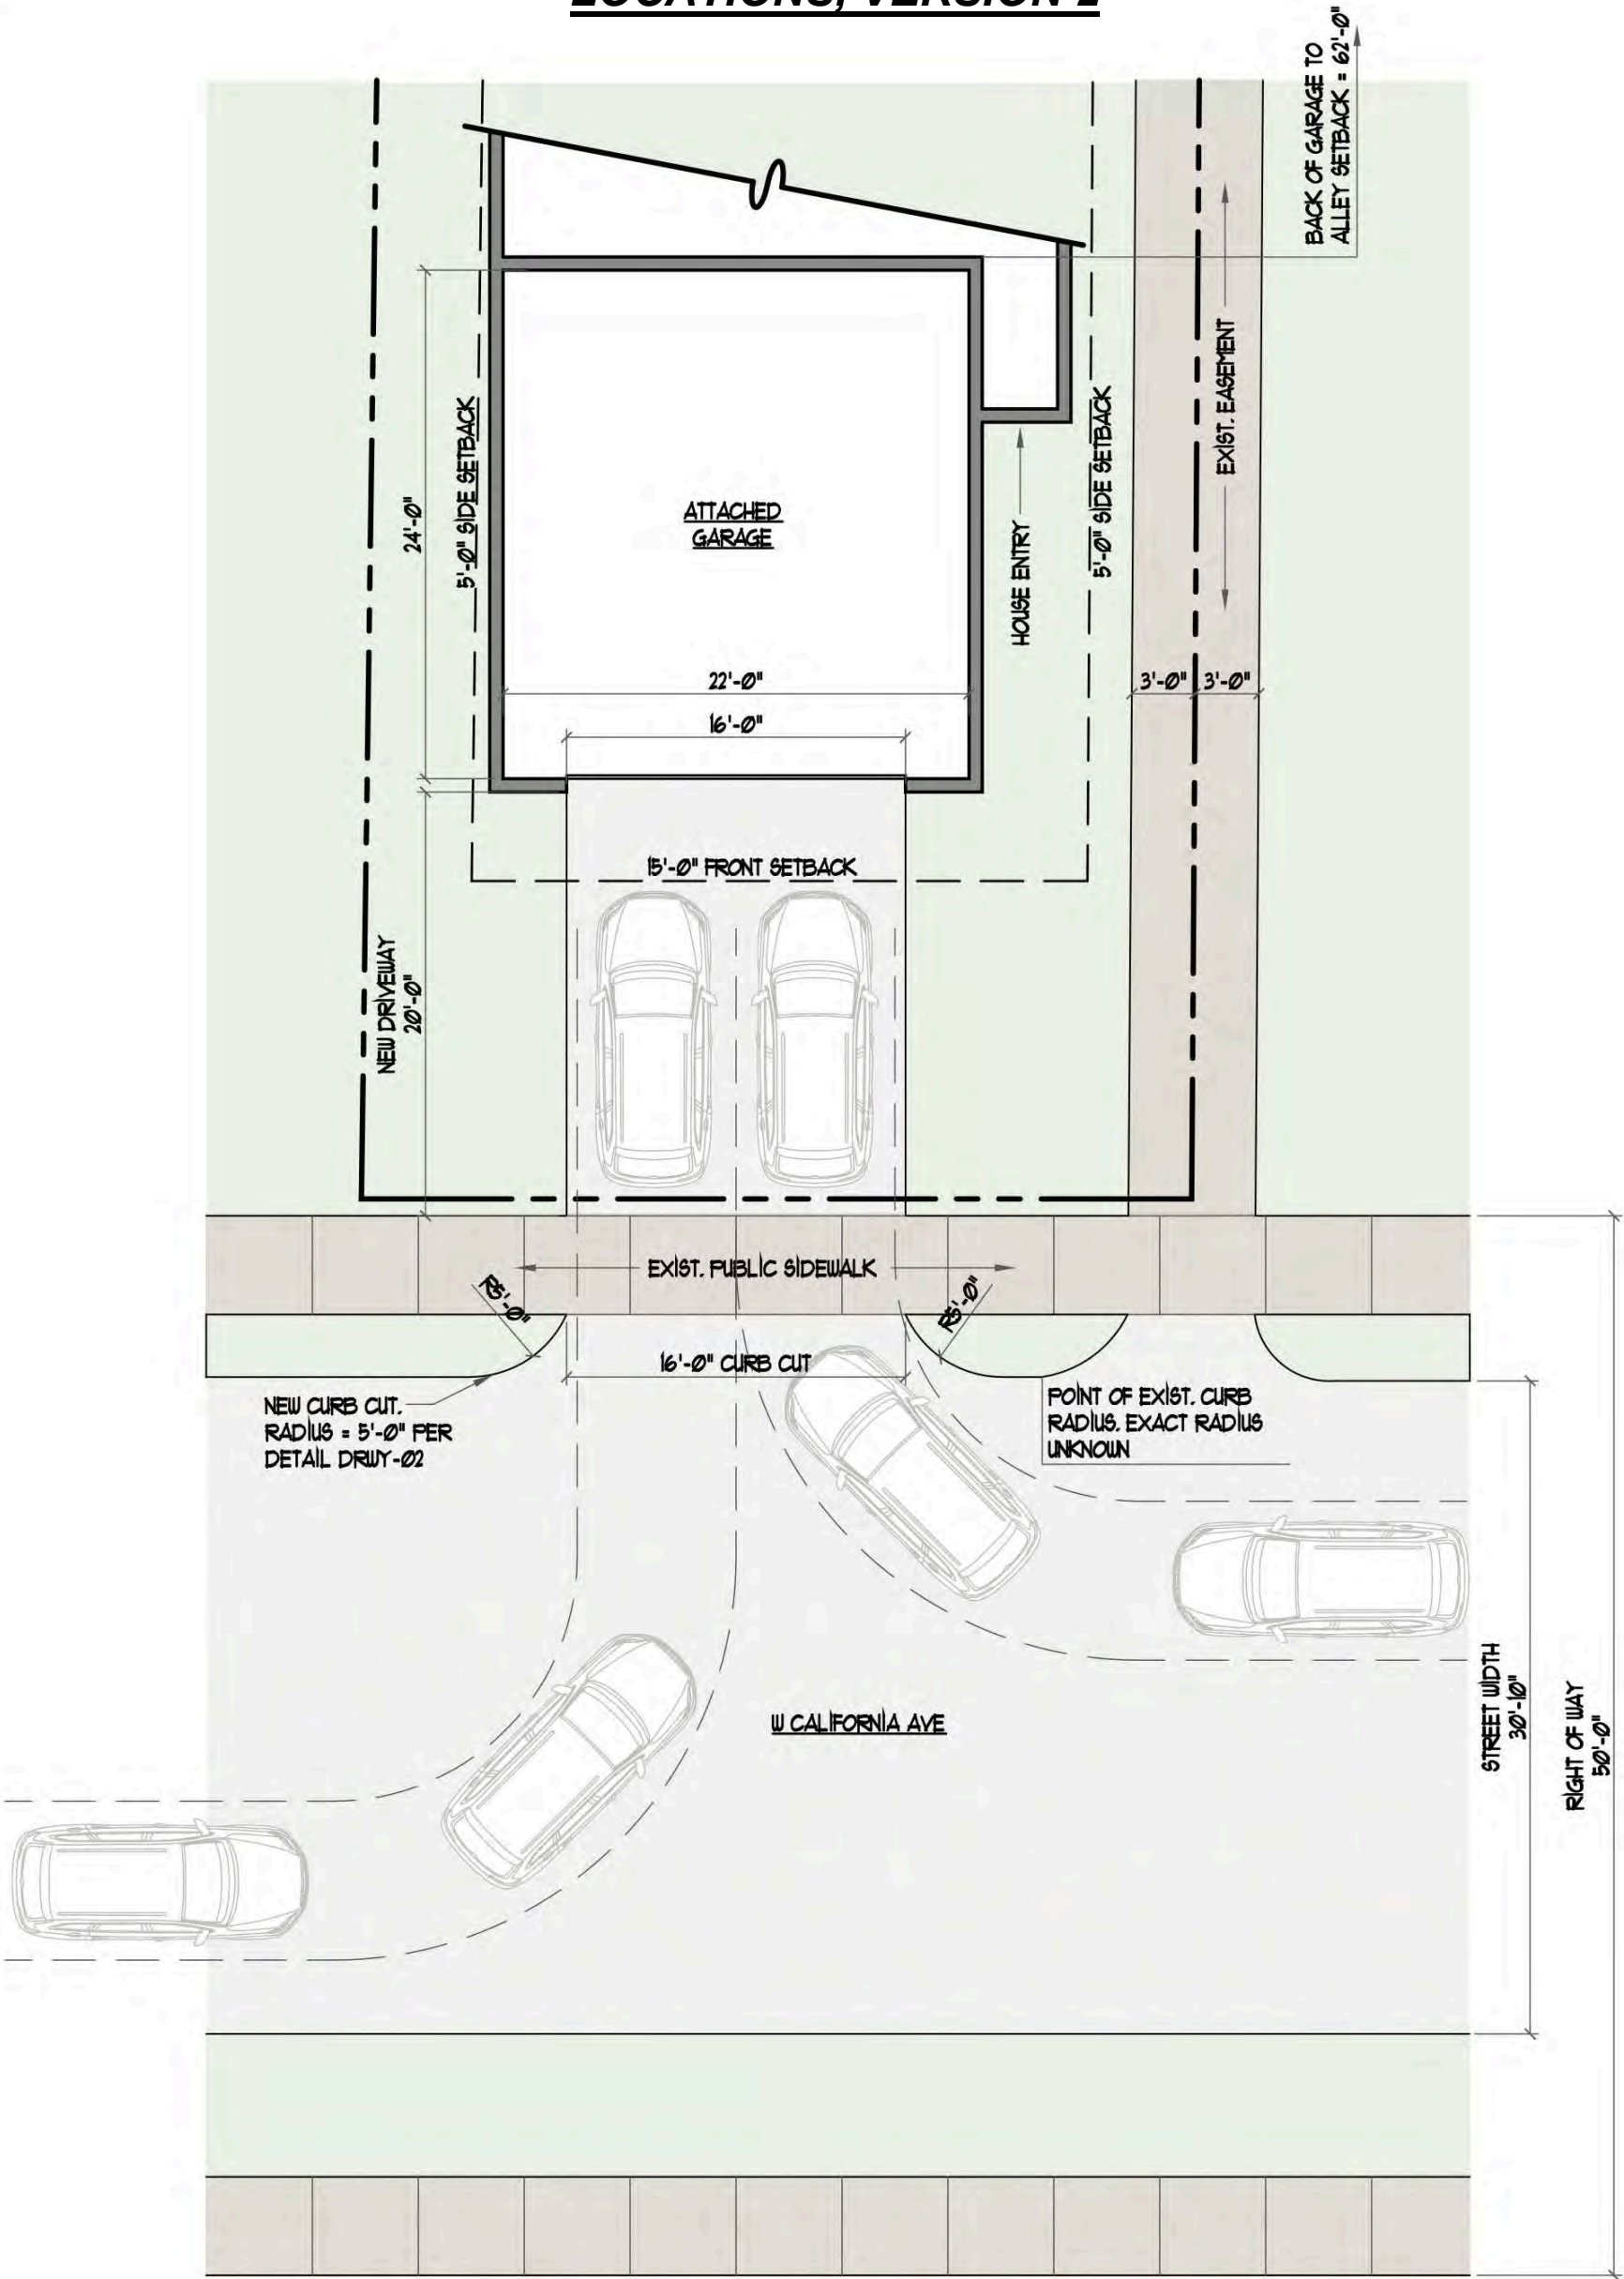 LOCATIONS, VERSION 2
BACK OF GARAGE TO
ALLEY SETBACK = 62'-0"
5'-0" SIDE SETBACK
24'-0"
ATTACHED
GARAGE
HOUSE ENTRY
5'-0" SIDE SETBACK
EXIST. EASEMENT
22'-0"
3'-0"
3'-0"
16'-0"
15'-0" FRONT SETBACK
NEW DRIVEWAY
20'-0"
EXIST. PUBLIC SIDEWALK
R5'-0"
R5'-0"
16'-0" CURB CUT
NEW CURB CUT.
RADIUS = 5'-0" PER
DETAIL DRWY-02
POINT OF EXIST. CURB
RADIUS. EXACT RADIUS
UNKNOWN
W CALIFORNIA AVE
STREET WIDTH
30'-10"
RIGHT OF WAY
50'-0"